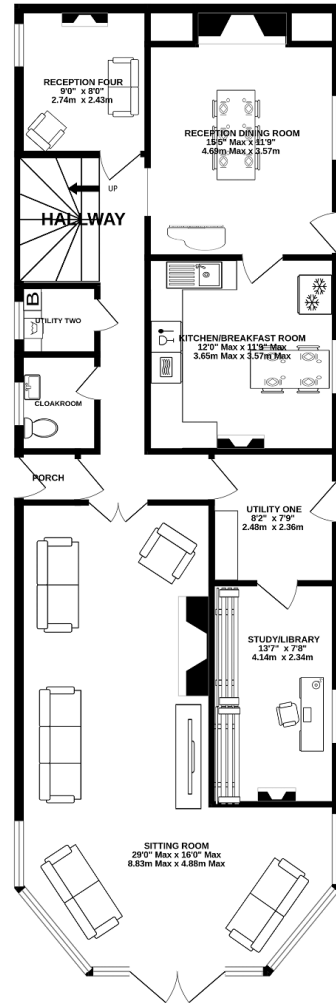 RECEPTION FOUR
9'0" x 8'0"
2.74m x 2.43m
RECEPTION DINING ROOM
15'5" Max x 11'9"
4.69m Max x 3.57m
UP
HALLWAY
B
UTILITY TWO
KITCHEN/BREAKFAST ROOM
12'0" Max x 11'9" Max
3.65m Max x 3.57m Max
CLOAKROOM
PORCH
UTILITY ONE
8'2" x 7'9"
2.48m x 2.36m
STUDY/LIBRARY
13'7" x 7'8"
4.14m x 2.34m
SITTING ROOM
29'0" Max x 16'0" Max
8.83m Max x 4.88m Max